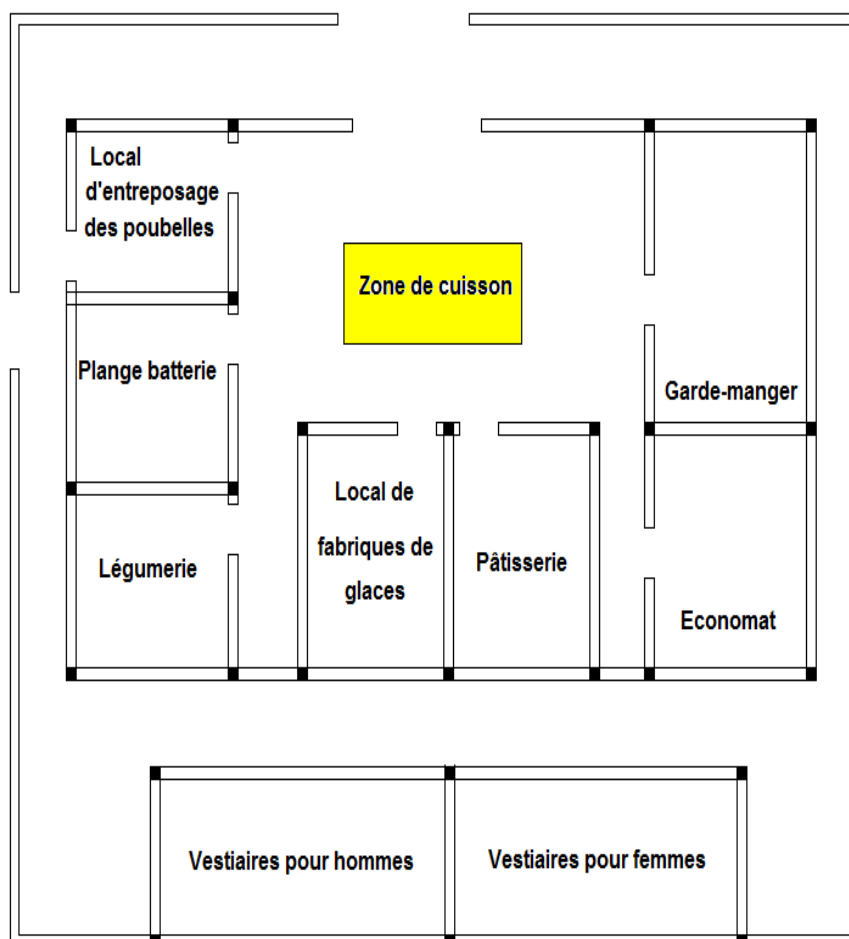 Local
d'entreposage
des poubelles
Zone de cuisson
Plange batterie
Garde-manger
Local de
fabriques de
glaces
Pâtisserie
Légumerie
Economat
Vestiaires pour hommes
Vestiaires pour femmes